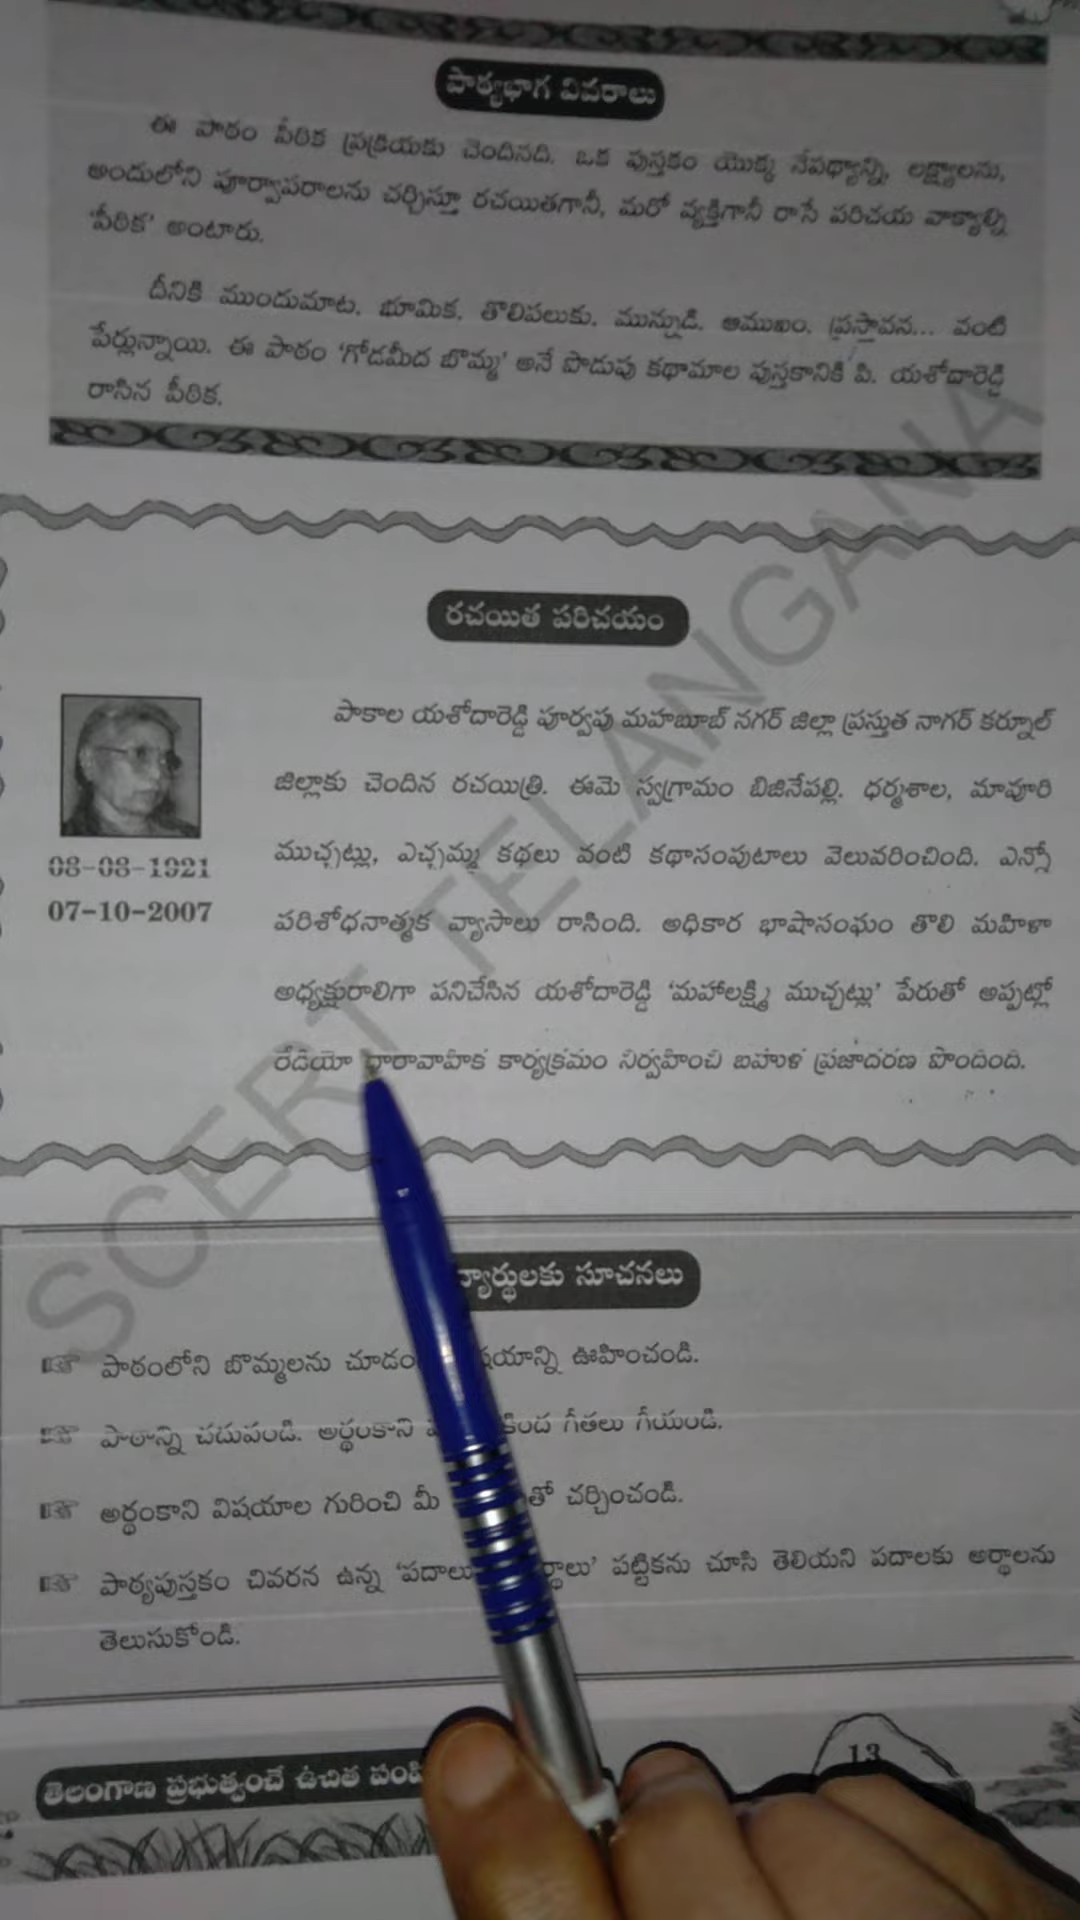 పాఠ్యభాగ వివరాలు
ఈ పాఠం పీఠిక ప్రక్రియకు చెందినది. ఒక పుస్తకం యొక్క నేపథ్యాన్ని, లక్ష్యాలను,
అందులోని పూర్వాపరాలను చర్చిస్తూ రచయితగానీ, మరో వ్యక్తిగానీ రాసే పరిచయ వాక్యాల్ని
'పీఠిక' అంటారు.
దీనికి ముందుమాట, భూమిక, తొలిపలుకు, మున్నుడి, ఆముఖం, ప్రస్తావన... వంటి
పేర్లున్నాయి. ఈ పాఠం 'గోడమీద బొమ్మ' అనే పొడుపు కథామాల పుస్తకానికి పి. యశోదారెడ్డి
రాసిన పీఠిక.
రచయిత పరిచయం
పాకాల యశోదారెడ్డి పూర్వపు మహబూబ్ నగర్ జిల్లా ప్రస్తుత నాగర్ కర్నూల్
జిల్లాకు చెందిన రచయిత్రి. ఈమె స్వగ్రామం బిజినేపల్లి. ధర్మశాల, మావూరి
ముచ్చట్లు, ఎచ్చమ్మ కథలు వంటి కథాసంపుటాలు వెలువరించింది. ఎన్నో
పరిశోధనాత్మక వ్యాసాలు రాసింది. అధికార భాషాసంఘం తొలి మహిళా
అధ్యక్షురాలిగా పనిచేసిన యశోదారెడ్డి 'మహాలక్ష్మి ముచ్చట్లు' పేరుతో అప్పట్లో
రేడియో ధారావాహిక కార్యక్రమం నిర్వహించి బహుళ ప్రజాదరణ పొందింది.
08-08-1921
07-10-2007
SCERT TELANGANA
సూచనలు
పాఠంలోని బొమ్మలను ఊహించండి.
పాఠాన్ని చదువండి. అర్థంకాని కింద గీతలు గీయండి.
అర్థంకాని విషయాల గురించి మీ చర్చించండి.
పాఠ్యపుస్తకం చివరన ఉన్న 'పదాలు పట్టికను చూసి తెలియని పదాలకు అర్థాలను
తెలుసుకోండి.
తెలంగాణ ప్రభుత్వంచే ఉచిత
13